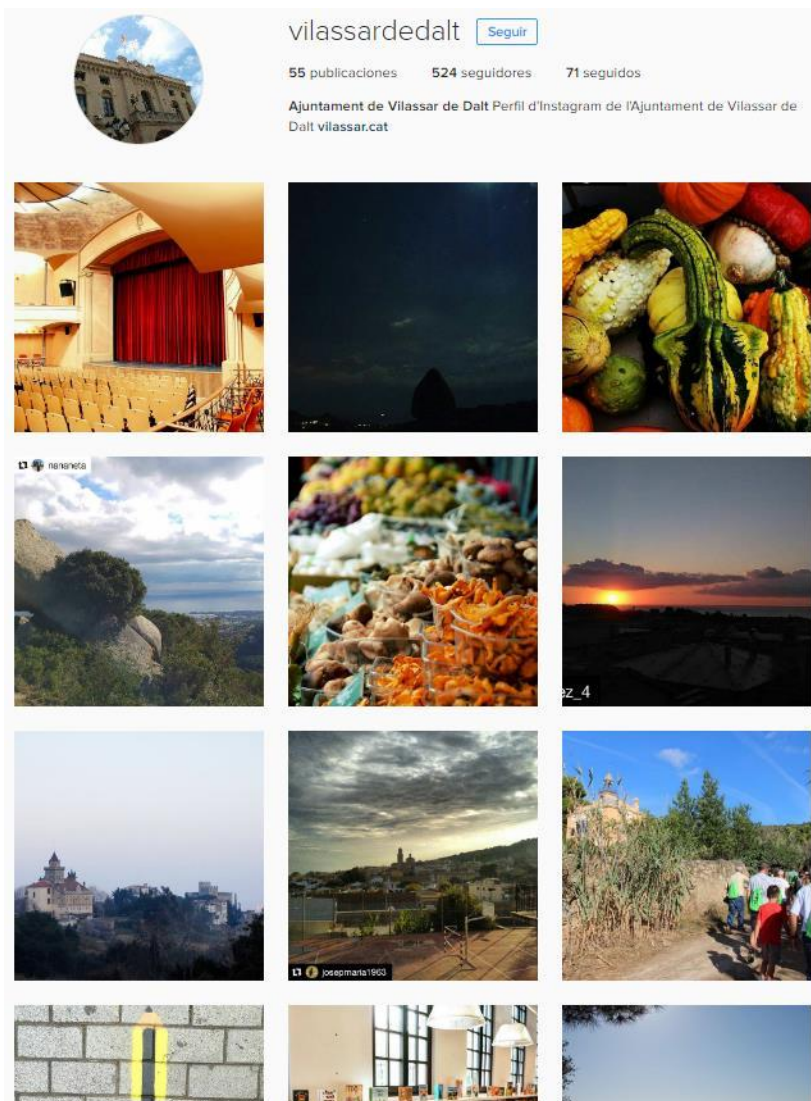 vilassardedalt Seguir
55 publicaciones 524 seguidores 71 seguidos
Ajuntament de Vilassar de Dalt Perfil d'Instagram de l'Ajuntament de Vilassar de
Dalt vilassar.cat
nananeta
ez_4
josepmaria1963